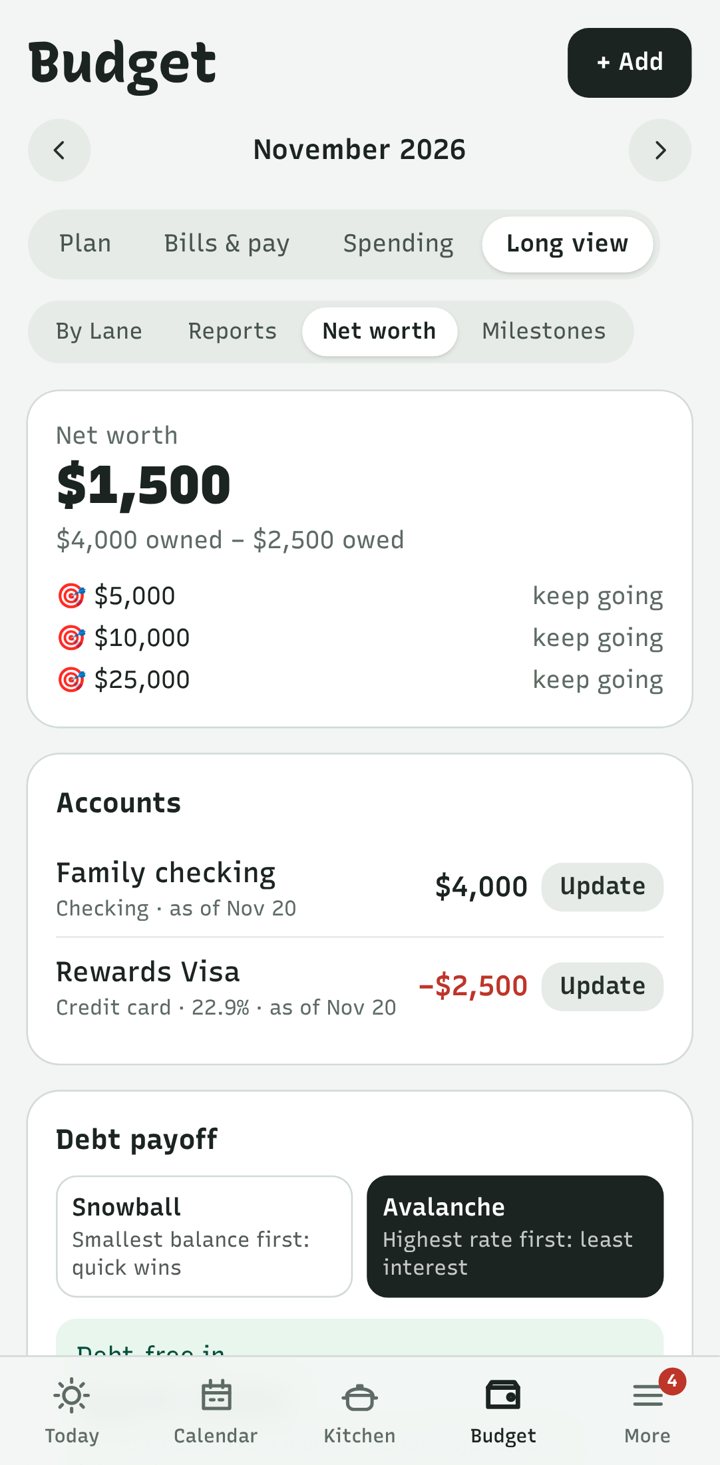 Budget
+ Add
November 2026
Plan
Bills & pay
Spending
Long view
By Lane
Reports
Net worth
Milestones
Net worth
$1,500
$4,000 owned – $2,500 owed
🎯 $5,000 keep going
🎯 $10,000 keep going
🎯 $25,000 keep going
Accounts
Family checking
Checking · as of Nov 20
$4,000
Update
Rewards Visa
Credit card · 22.9% · as of Nov 20
–$2,500
Update
Debt payoff
Snowball
Smallest balance first:
quick wins
Avalanche
Highest rate first: least
interest
Debt-free in
Today
Calendar
Kitchen
Budget
4
More